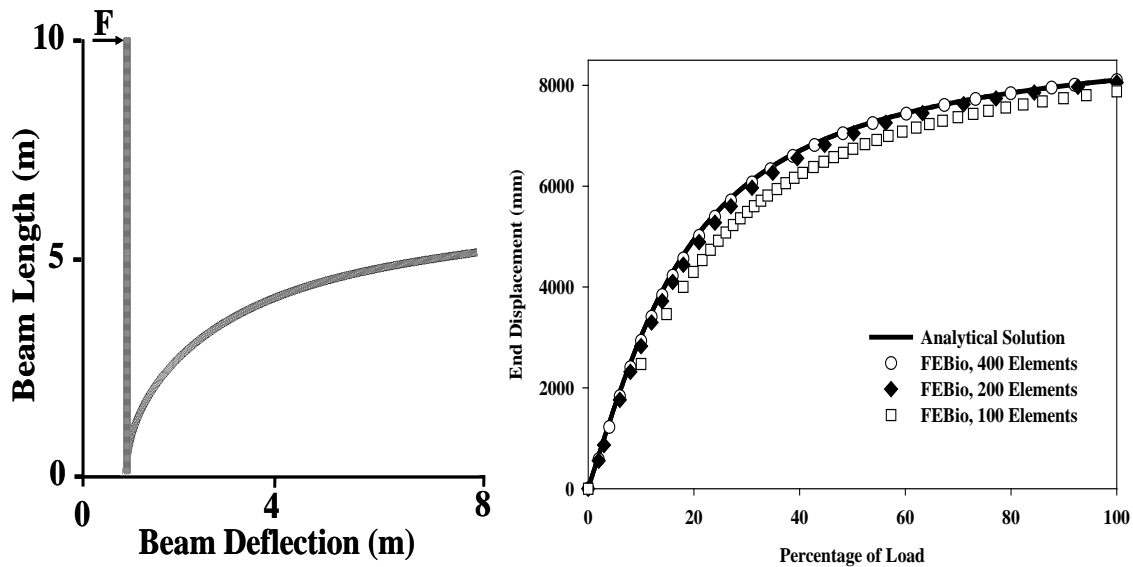 F
10
5
0
Beam Length (m)
0
4
8
Beam Deflection (m)
8000
6000
4000
2000
0
End Displacement (mm)
Analytical Solution
FEBio, 400 Elements
FEBio, 200 Elements
FEBio, 100 Elements
0 20 40 60 80 100
Percentage of Load